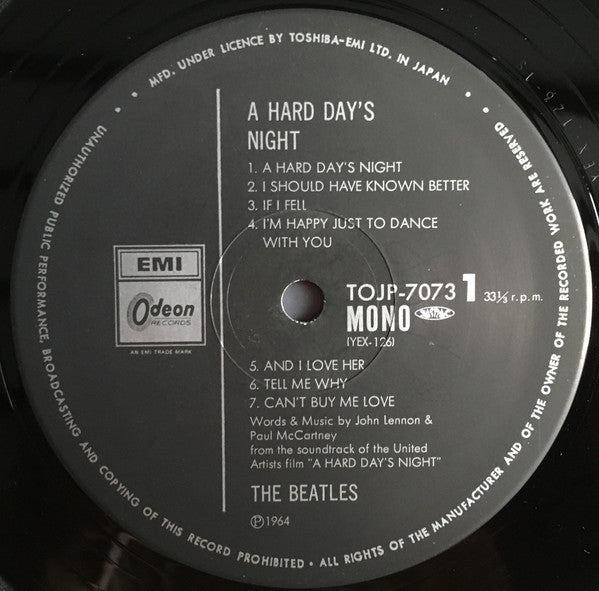 MFD. UNDER LICENCE BY TOSHIBA-EMI LTD. IN JAPAN
A HARD DAY'S
NIGHT
1. A HARD DAY'S NIGHT
2. I SHOULD HAVE KNOWN BETTER
3. IF I FELL
4. I'M HAPPY JUST TO DANCE
WITH YOU
EMI
Odeon
RECORDS
AN EMI TRADE MARK
TOJP-7073 1 33⅓ r.p.m.
MONO
(YEX-126)
5. AND I LOVE HER
6. TELL ME WHY
7. CAN'T BUY ME LOVE
Words & Music by John Lennon &
Paul McCartney
from the soundtrack of the United
Artists film "A HARD DAY'S NIGHT"
THE BEATLES
Ⓟ1964
UNAUTHORIZED PUBLIC PERFORMANCE, BROADCASTING AND COPYING OF THIS RECORD PROHIBITED • ALL RIGHTS OF THE MANUFACTURER AND OF THE OWNER OF THE RECORDED WORK ARE RESERVED